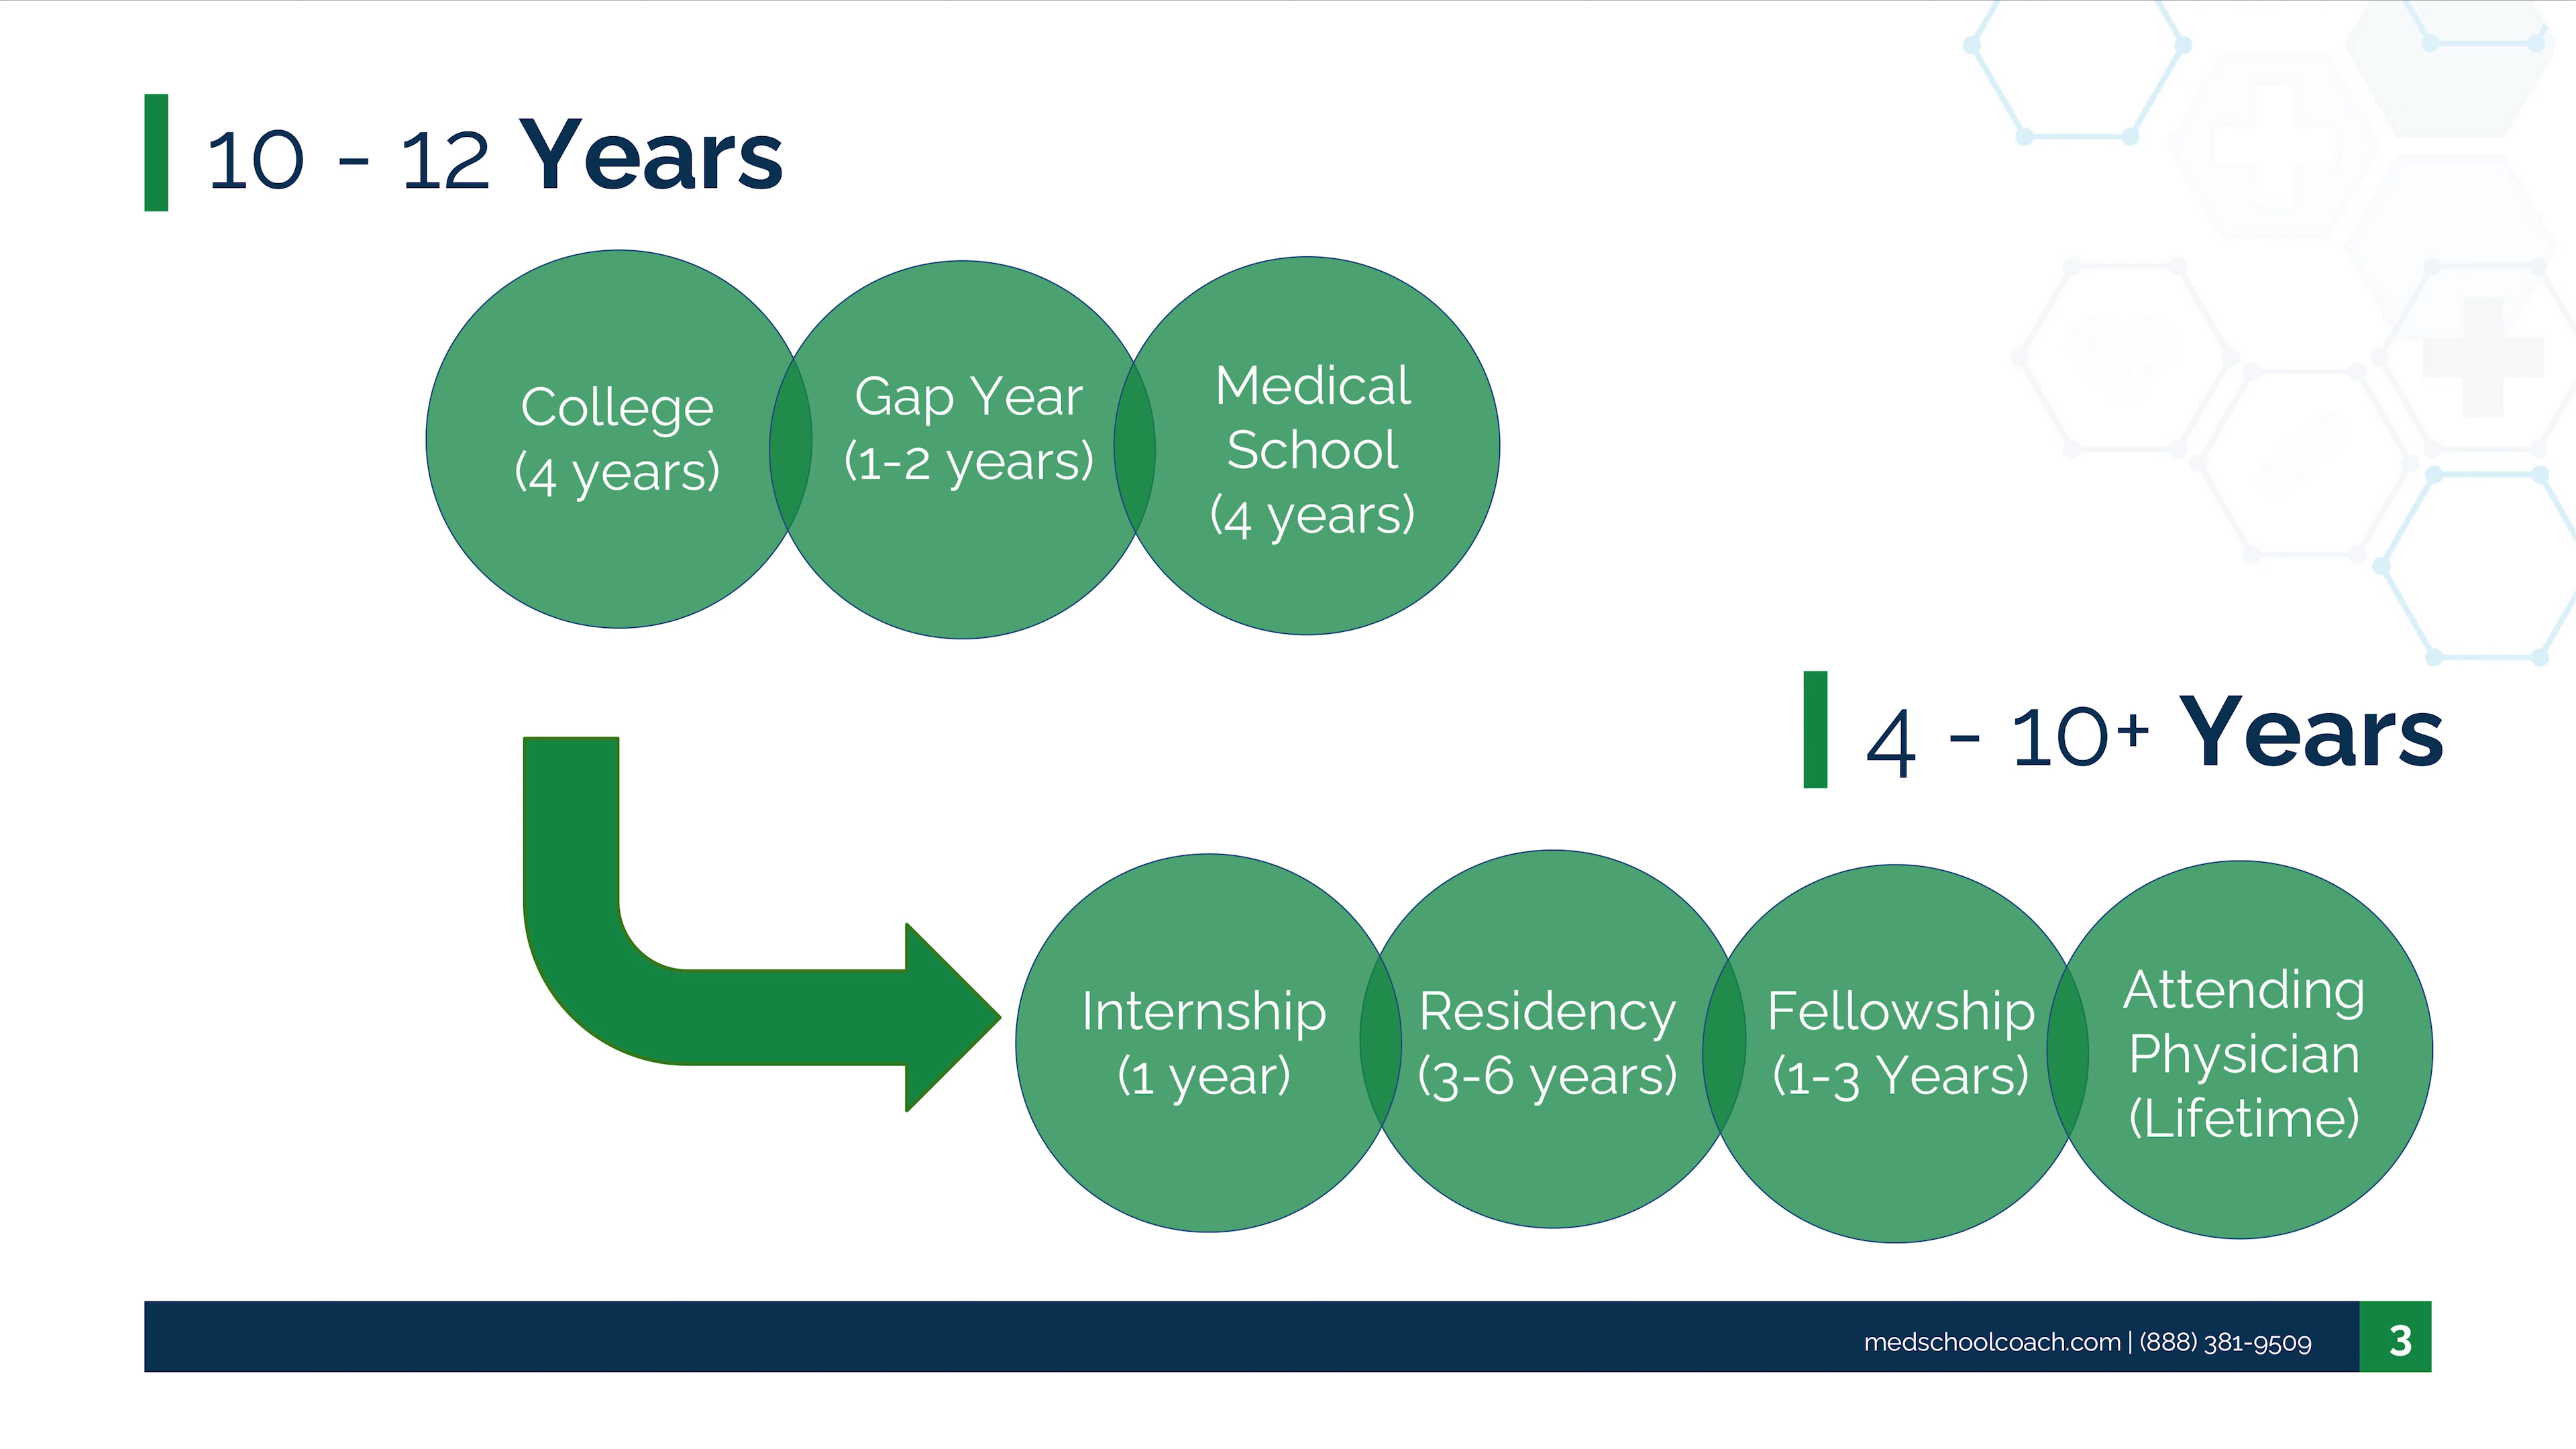 10 - 12 Years
College
(4 years)
Gap Year
(1-2 years)
Medical
School
(4 years)
4 - 10+ Years
Internship
(1 year)
Residency
(3-6 years)
Fellowship
(1-3 Years)
Attending
Physician
(Lifetime)
medschoolcoach.com | (888) 381-9509
3